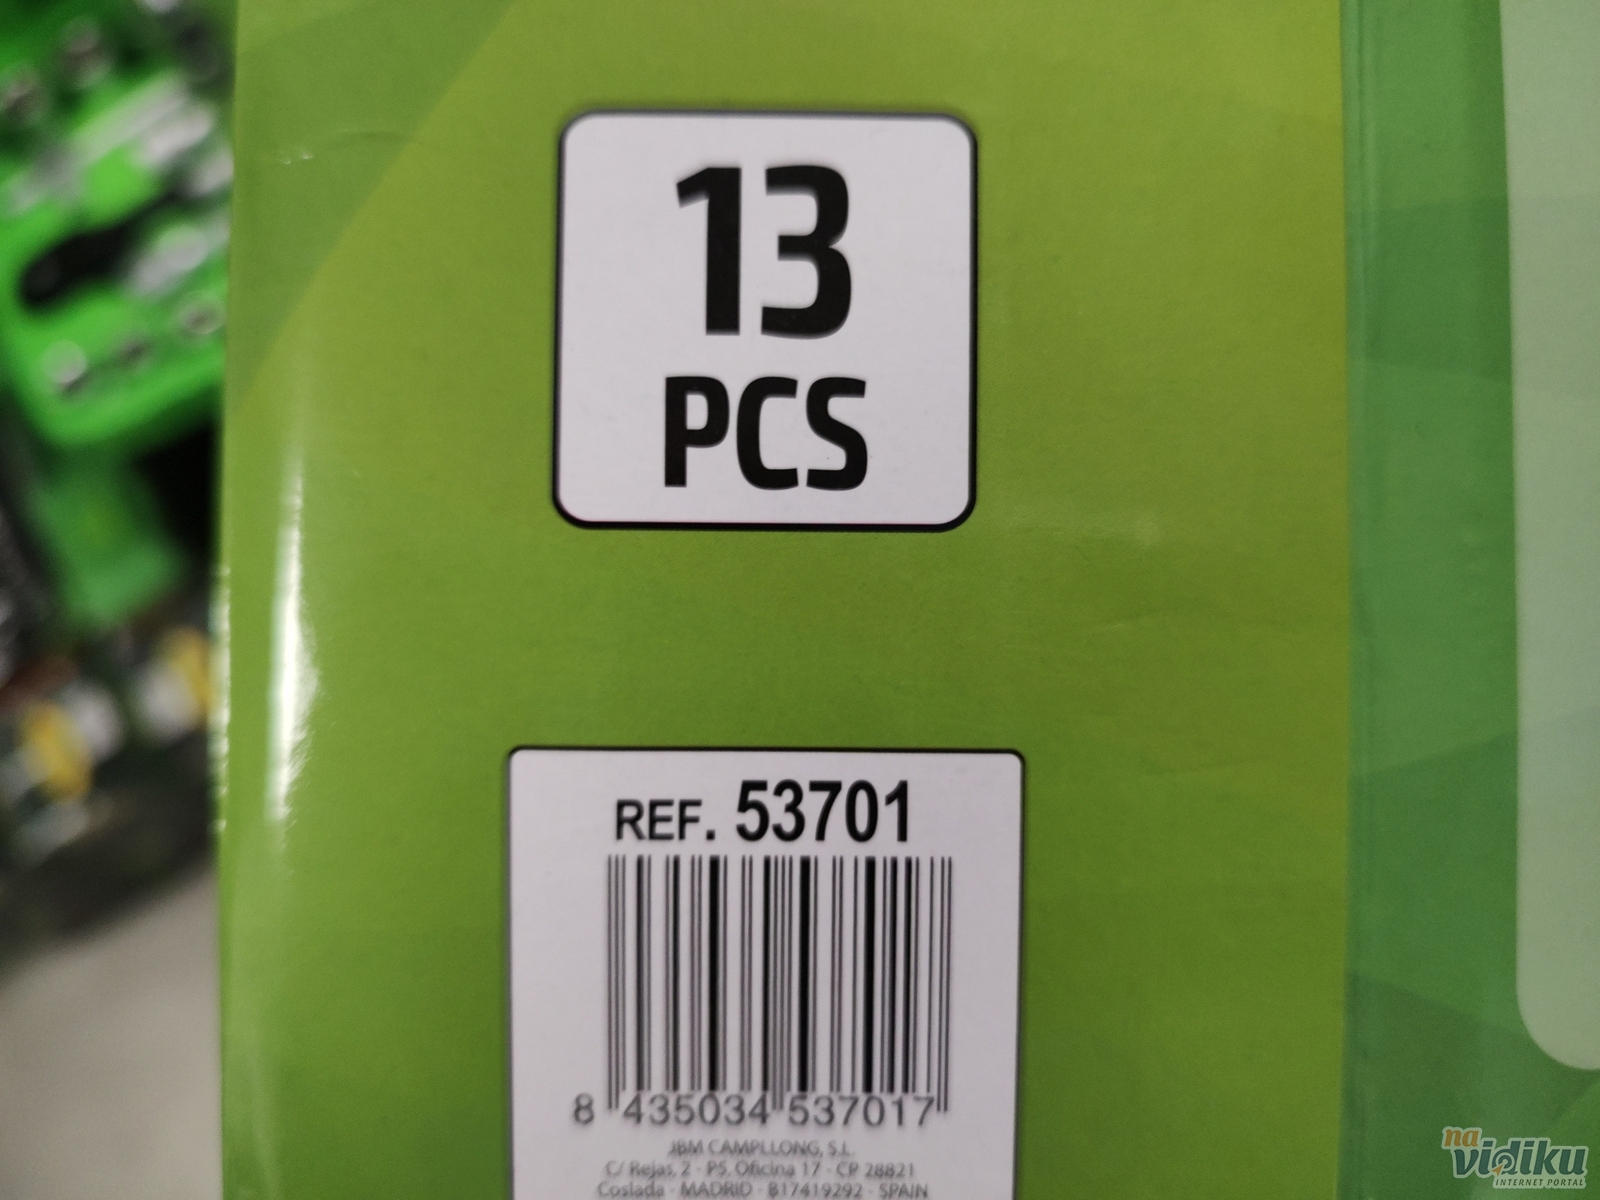 13
PCS
REF. 53701
8 435034 537017
JBM CAMPLLONG, S.L.
C/ Rejas, 2 - P5, Oficina 17 - CP 28821
Coslada - MADRID - B17419292 - SPAIN
na
vidiku
INTERNET PORTAL